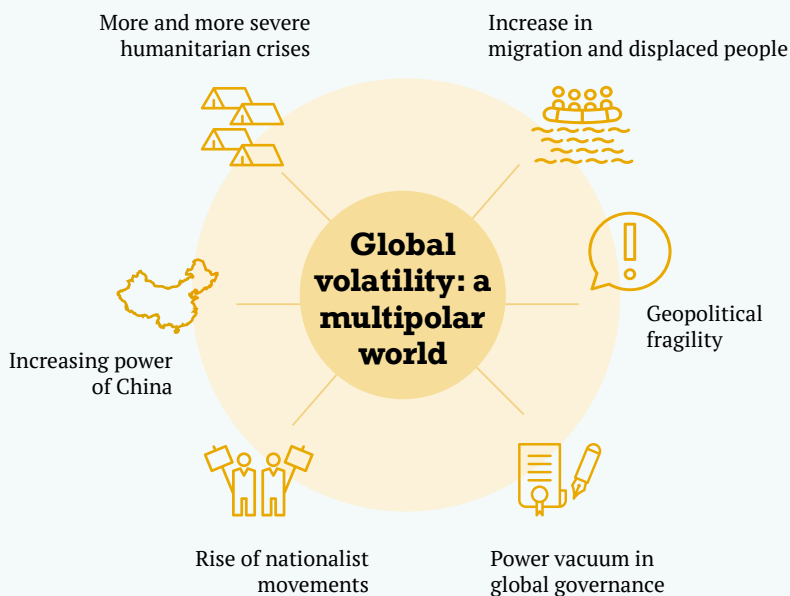 More and more severe
humanitarian crises
Increase in
migration and displaced people
Global
volatility: a
multipolar
world
Geopolitical
fragility
Increasing power
of China
Rise of nationalist
movements
Power vacuum in
global governance